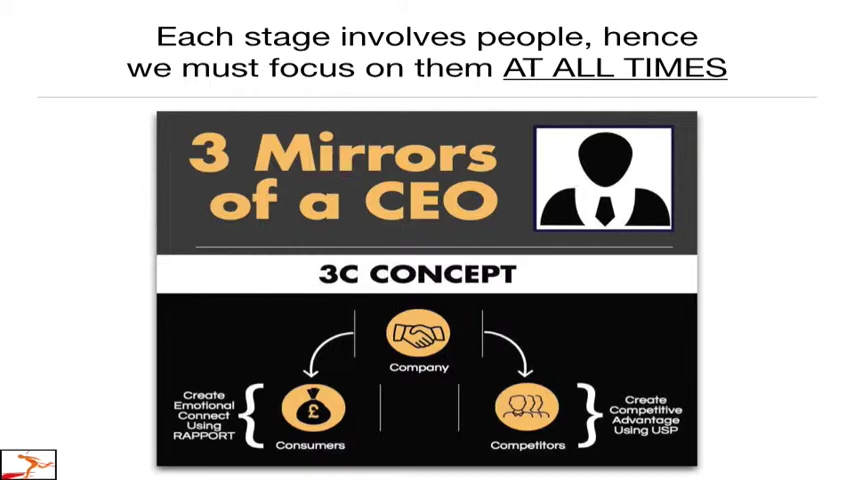 Each stage involves people, hence
we must focus on them AT ALL TIMES
3 Mirrors
of a CEO
3C CONCEPT
Company
Create
Emotional
Connect
Using
RAPPORT
£
Consumers
Competitors
Create
Competitive
Advantage
Using USP